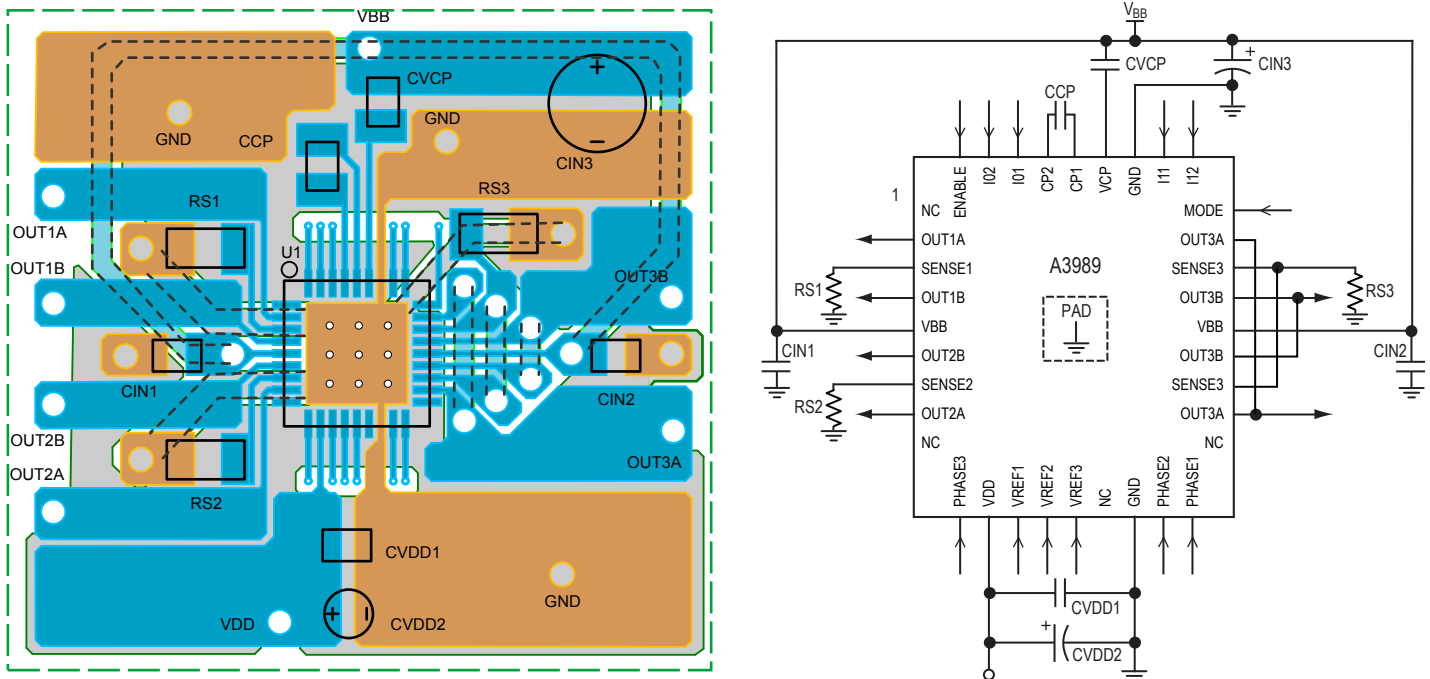 VBB
CVCP
GND
CCP
GND
CIN3
RS1
RS3
OUT1A
OUT1B
U1
OUT3B
CIN1
CIN2
OUT2B
OUT2A
OUT3A
RS2
CVDD1
GND
VDD
CVDD2
+
–
+
–
VBB
CVCP
+
CIN3
CCP
ENABLE
I02
I01
CP2
CP1
VCP
GND
I11
I12
1
NC
OUT1A
SENSE1
OUT1B
VBB
OUT2B
SENSE2
OUT2A
NC
A3989
PAD
MODE
OUT3A
SENSE3
OUT3B
VBB
OUT3B
SENSE3
OUT3A
NC
RS1
CIN1
RS2
RS3
CIN2
PHASE3
VDD
VREF1
VREF2
VREF3
NC
GND
PHASE2
PHASE1
CVDD1
+
CVDD2